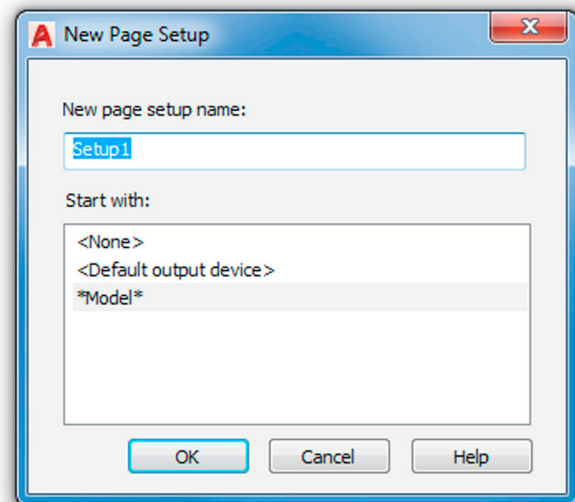 New Page Setup
New page setup name:
Setup1
Start with:
<None>
<Default output device>
*Model*
OK Cancel Help